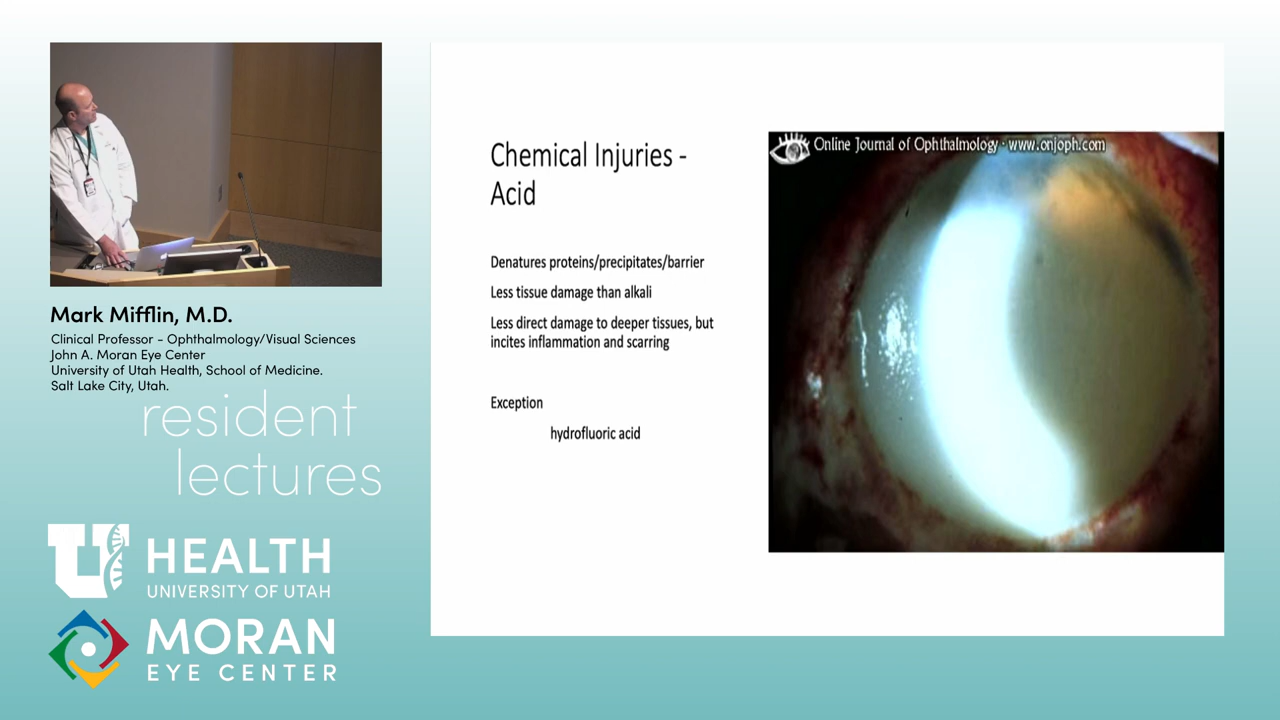 Mark Mifflin, M.D.
Clinical Professor - Ophthalmology/Visual Sciences
John A. Moran Eye Center
University of Utah Health, School of Medicine.
Salt Lake City, Utah.
resident
lectures
U HEALTH
UNIVERSITY OF UTAH
MORAN
EYE CENTER
Chemical Injuries -
Acid
Denatures proteins/precipitates/barrier
Less tissue damage than alkali
Less direct damage to deeper tissues, but
incites inflammation and scarring
Exception
hydrofluoric acid
Online Journal of Ophthalmology - www.onjoph.com